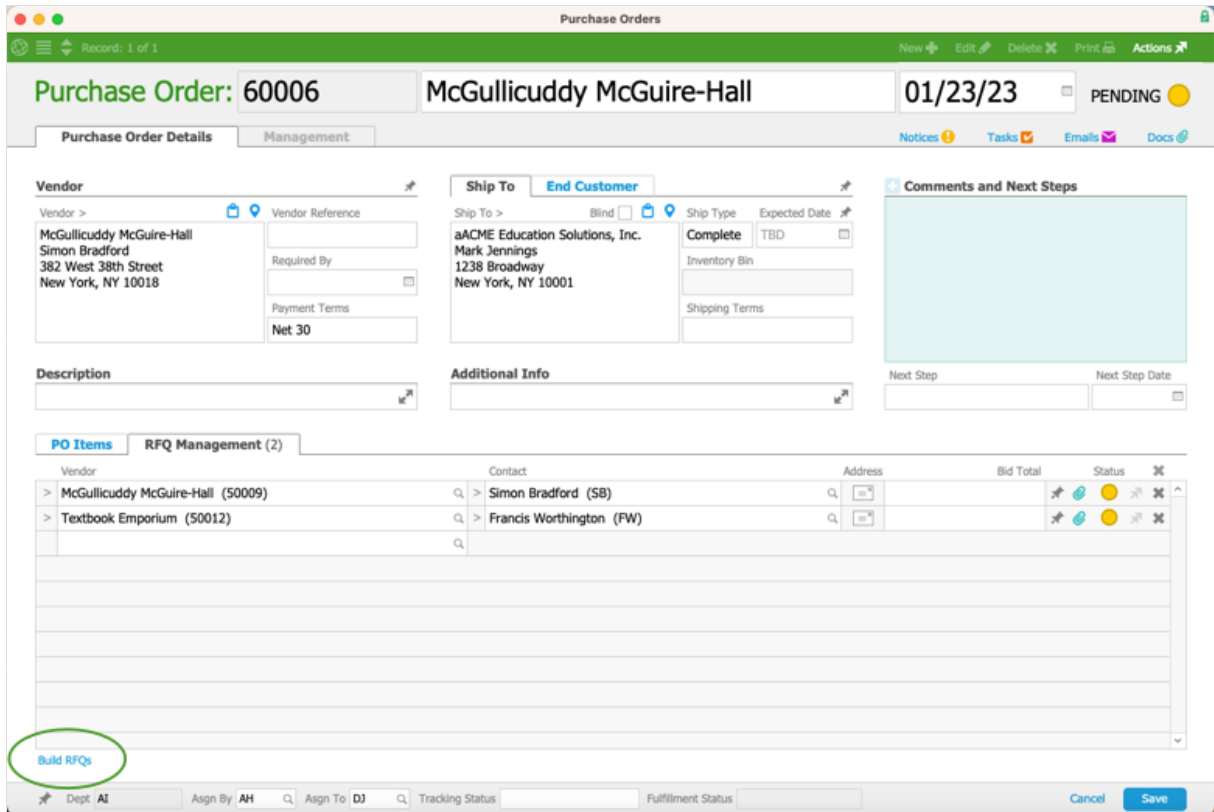 Purchase Orders
Record: 1 of 1
New Edit Delete Print Actions
Purchase Order: 60006 McGullicuddy McGuire-Hall 01/23/23 PENDING
Purchase Order Details Management Notices Tasks Emails Docs
Vendor Ship To End Customer Comments and Next Steps
Vendor > Vendor Reference Ship To > Blind Ship Type Expected Date
McGullicuddy McGuire-Hall
Simon Bradford
382 West 38th Street
New York, NY 10018
Required By
Payment Terms
Net 30
aACME Education Solutions, Inc.
Mark Jennings
1238 Broadway
New York, NY 10001
Complete TBD
Inventory Bin
Shipping Terms
Description Additional Info Next Step Next Step Date
PO Items RFQ Management (2)
Vendor Contact Address Bid Total Status
> McGullicuddy McGuire-Hall (50009) > Simon Bradford (SB)
> Textbook Emporium (50012) > Francis Worthington (FW)
Build RFQs
Dept AI Asgn By AH Asgn To DJ Tracking Status Fulfillment Status Cancel Save